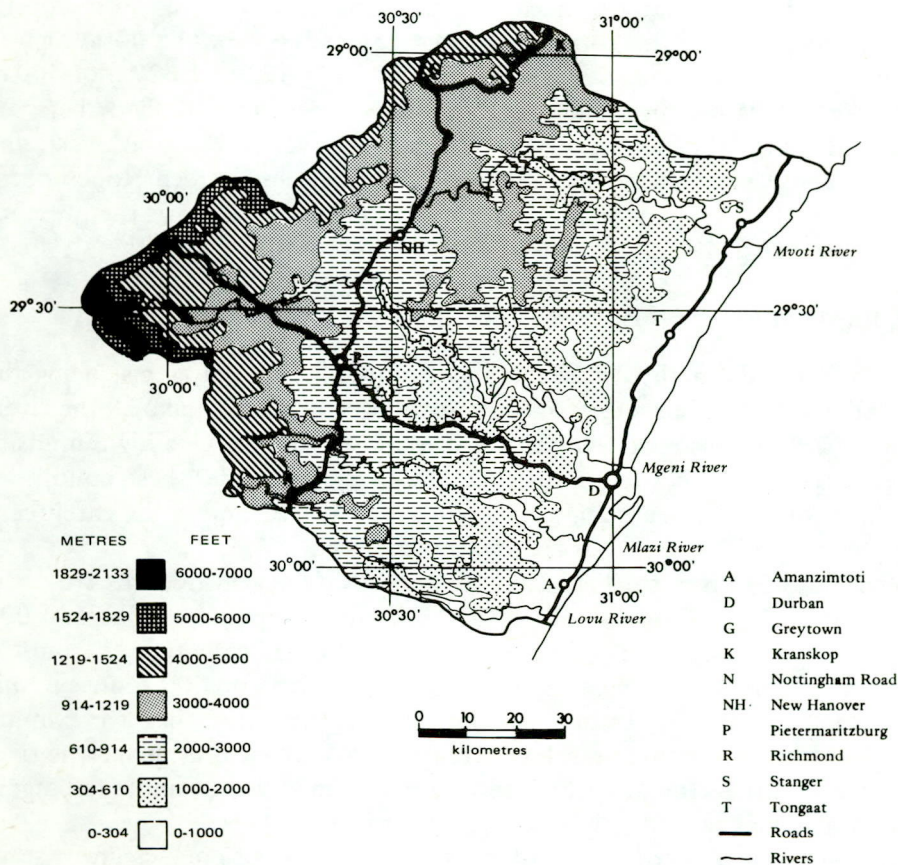 30°30'
31°00'
29°00'
29°00'
K
30°00'
S
NH
Mvoti River
29°30'
29°30'
T
P
30°00'
Mgeni River
D
Mlazi River
METRES FEET
1829-2133 6000-7000
30°00'
30°00'
A
Lovu River
30°30'
31°00'
1524-1829 5000-6000
1219-1524 4000-5000
914-1219 3000-4000
610-914 2000-3000
304-610 1000-2000
0-304 0-1000
0 10 20 30
kilometres
A Amanzimtoti
D Durban
G Greytown
K Kranskop
N Nottingham Road
NH· New Hanover
P Pietermaritzburg
R Richmond
S Stanger
T Tongaat
Roads
Rivers